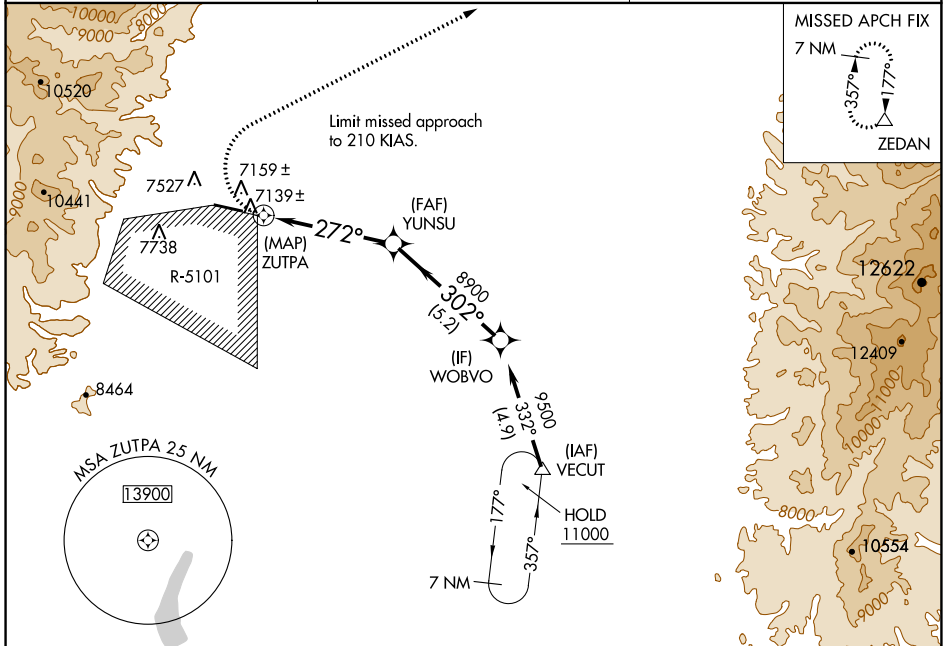 10000
9000
10520
9000
10441
7527
7159 ±
7139 ±
7738
R-5101
8464
Limit missed approach
to 210 KIAS.
MISSED APCH FIX
7 NM
357°
177°
ZEDAN
(MAP)
ZUTPA
272°
(FAF)
YUNSU
8900
302°
(5.2)
(IF)
WOBVO
9500
332°
(4.9)
(IAF)
VECUT
HOLD
11000
177°
357°
7 NM
MSA ZUTPA 25 NM
13900
12622
12409
11000
10000
8000
10554
9000